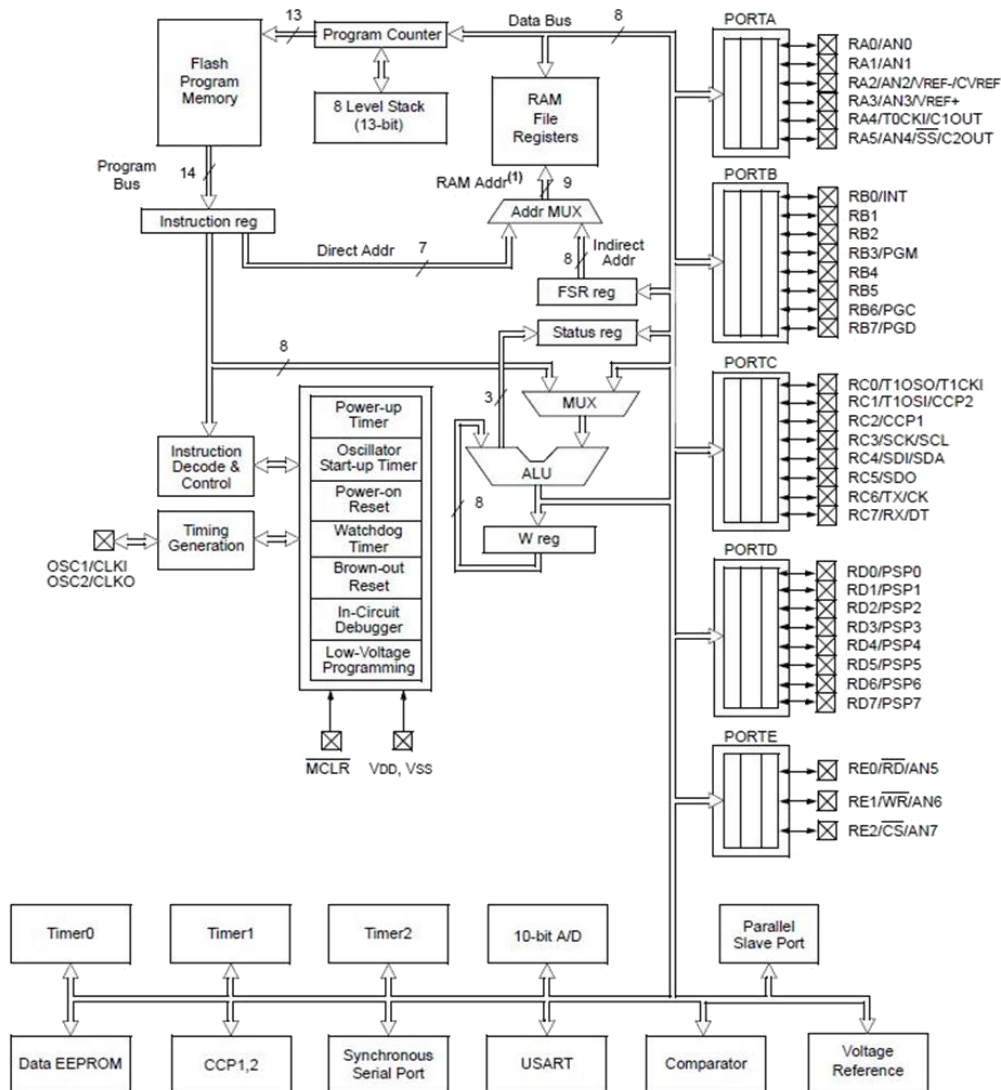 13
Data Bus
8
PORTA
Program Counter
Flash
Program
Memory
8 Level Stack
(13-bit)
RAM
File
Registers
RA0/AN0
RA1/AN1
RA2/AN2/VREF-/CVREF
RA3/AN3/VREF+
RA4/T0CKI/C1OUT
RA5/AN4/SS/C2OUT
Program
Bus
14
RAM Addr(1)
9
PORTB
Instruction reg
Addr MUX
Direct Addr
7
8
Indirect
Addr
FSR reg
Status reg
RB0/INT
RB1
RB2
RB3/PGM
RB4
RB5
RB6/PGC
RB7/PGD
8
3
MUX
ALU
8
W reg
PORTC
RC0/T1OSO/T1CKI
RC1/T1OSI/CCP2
RC2/CCP1
RC3/SCK/SCL
RC4/SDI/SDA
RC5/SDO
RC6/TX/CK
RC7/RX/DT
Instruction
Decode &
Control
Timing
Generation
OSC1/CLKI
OSC2/CLKO
Power-up
Timer
Oscillator
Start-up Timer
Power-on
Reset
Watchdog
Timer
Brown-out
Reset
In-Circuit
Debugger
Low-Voltage
Programming
MCLR
VDD, VSS
PORTD
RD0/PSP0
RD1/PSP1
RD2/PSP2
RD3/PSP3
RD4/PSP4
RD5/PSP5
RD6/PSP6
RD7/PSP7
PORTE
RE0/RD/AN5
RE1/WR/AN6
RE2/CS/AN7
Timer0
Timer1
Timer2
10-bit A/D
Parallel
Slave Port
Data EEPROM
CCP1,2
Synchronous
Serial Port
USART
Comparator
Voltage
Reference